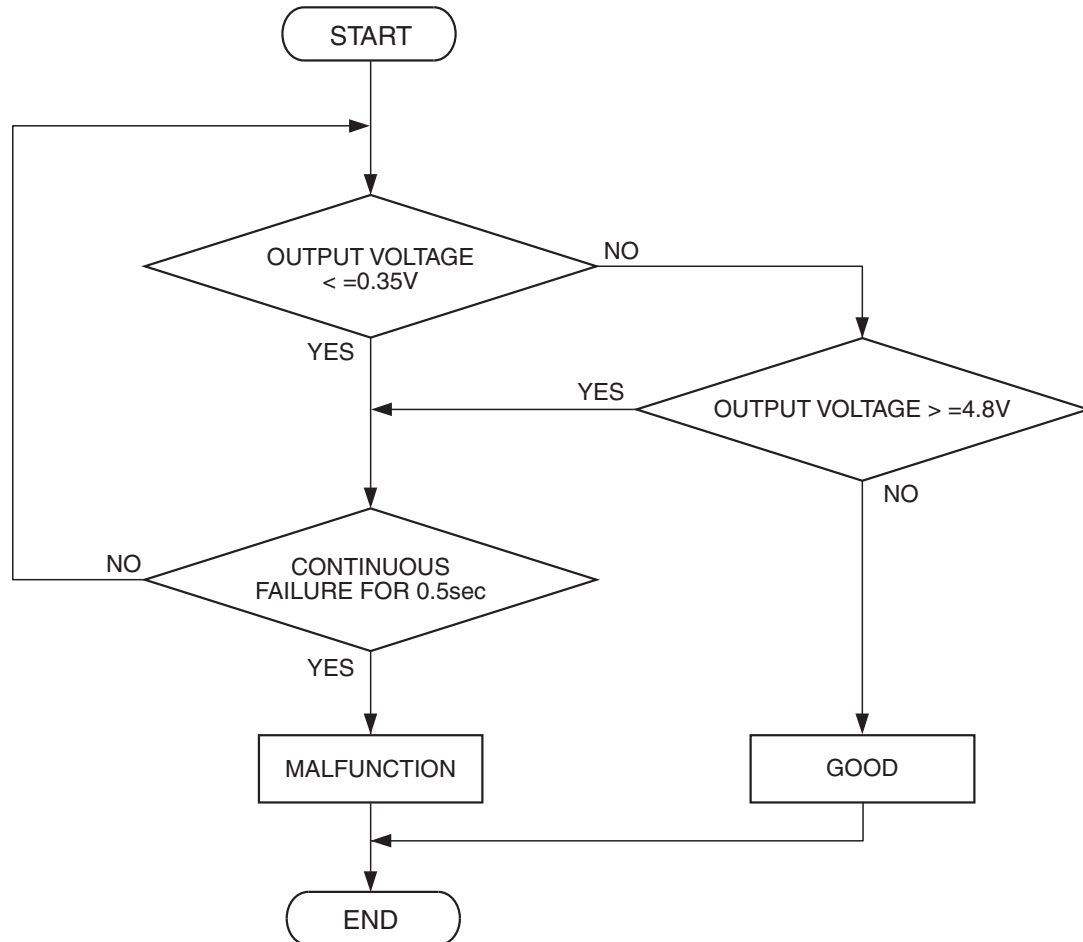 START
OUTPUT VOLTAGE
< =0.35V
NO
YES
YES
OUTPUT VOLTAGE > =4.8V
NO
NO
CONTINUOUS
FAILURE FOR 0.5sec
YES
MALFUNCTION
GOOD
END